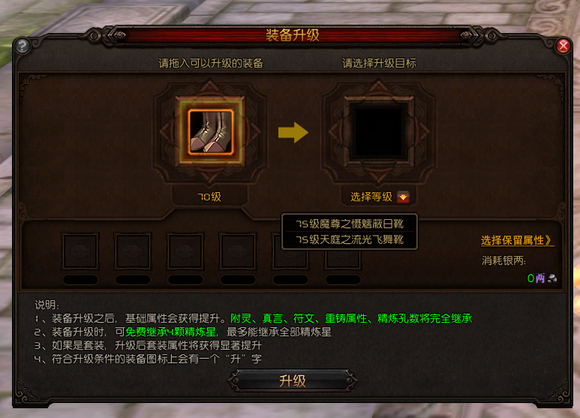 装备升级
请拖入可以升级的装备
请选择升级目标
70级
选择等级
75级魔尊之慑魑蔽日靴
75级天庭之流光飞舞靴
选择保留属性》
消耗银两:
0两
说明:
1、装备升级之后，基础属性会获得提升。附灵、真言、符文、重铸属性、精炼孔数将完全继承
2、装备升级时，可免费继承4颗精炼星，最多能继承全部精炼星
3、如果是套装，升级后套装属性将获得显著提升
4、符合升级条件的装备图标上会有一个“升”字
升级